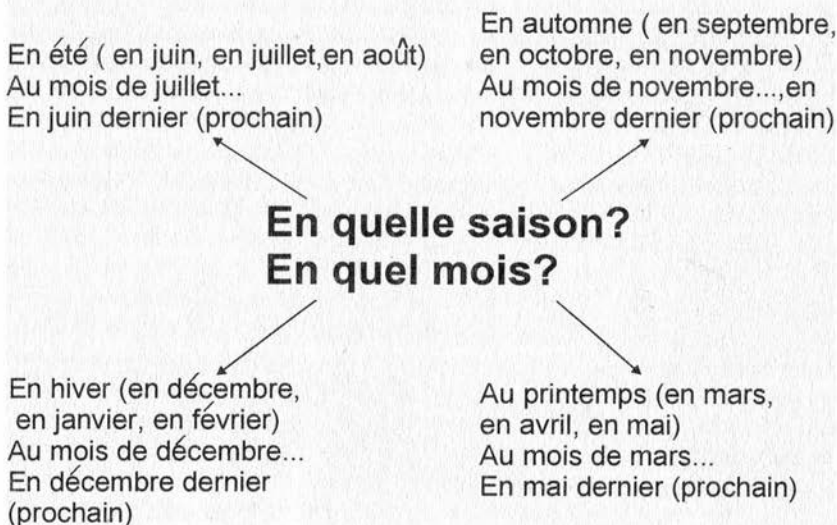 En été ( en juin, en juillet,en août)
Au mois de juillet...
En juin dernier (prochain)
En automne ( en septembre,
en octobre, en novembre)
Au mois de novembre...,en
novembre dernier (prochain)
En quelle saison?
En quel mois?
En hiver (en décembre,
en janvier, en février)
Au mois de décembre...
En décembre dernier
(prochain)
Au printemps (en mars,
en avril, en mai)
Au mois de mars...
En mai dernier (prochain)